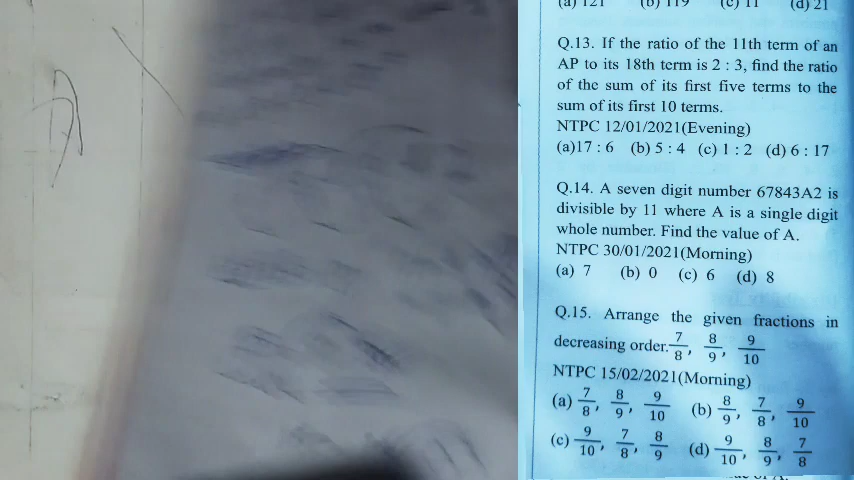 (a) 121 (b) 119 (c) 11 (d) 21
Q.13. If the ratio of the 11th term of an
AP to its 18th term is 2 : 3, find the ratio
of the sum of its first five terms to the
sum of its first 10 terms.
NTPC 12/01/2021(Evening)
(a)17 : 6 (b) 5 : 4 (c) 1 : 2 (d) 6 : 17
Q.14. A seven digit number 67843A2 is
divisible by 11 where A is a single digit
whole number. Find the value of A.
NTPC 30/01/2021(Morning)
(a) 7 (b) 0 (c) 6 (d) 8
Q.15. Arrange the given fractions in
decreasing order. 7/8, 8/9, 9/10
NTPC 15/02/2021(Morning)
(a) 7/8, 8/9, 9/10 (b) 8/9, 7/8, 9/10
(c) 9/10, 7/8, 8/9 (d) 9/10, 8/9, 7/8